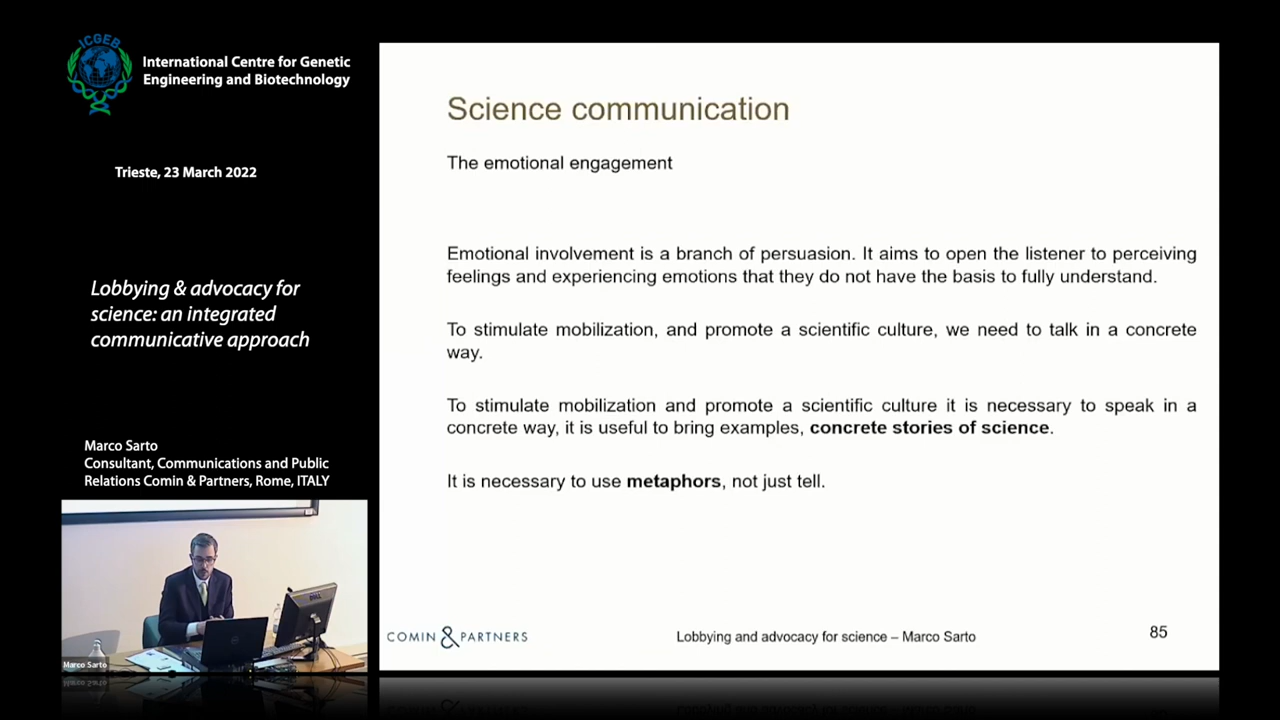 ICGEB
International Centre for Genetic
Engineering and Biotechnology
Trieste, 23 March 2022
Lobbying & advocacy for
science: an integrated
communicative approach
Marco Sarto
Consultant, Communications and Public
Relations Comin & Partners, Rome, ITALY
Marco Sarto
Science communication
The emotional engagement
Emotional involvement is a branch of persuasion. It aims to open the listener to perceiving
feelings and experiencing emotions that they do not have the basis to fully understand.
To stimulate mobilization, and promote a scientific culture, we need to talk in a concrete
way.
To stimulate mobilization and promote a scientific culture it is necessary to speak in a
concrete way, it is useful to bring examples, concrete stories of science.
It is necessary to use metaphors, not just tell.
COMIN & PARTNERS
Lobbying and advocacy for science – Marco Sarto
85
DELL